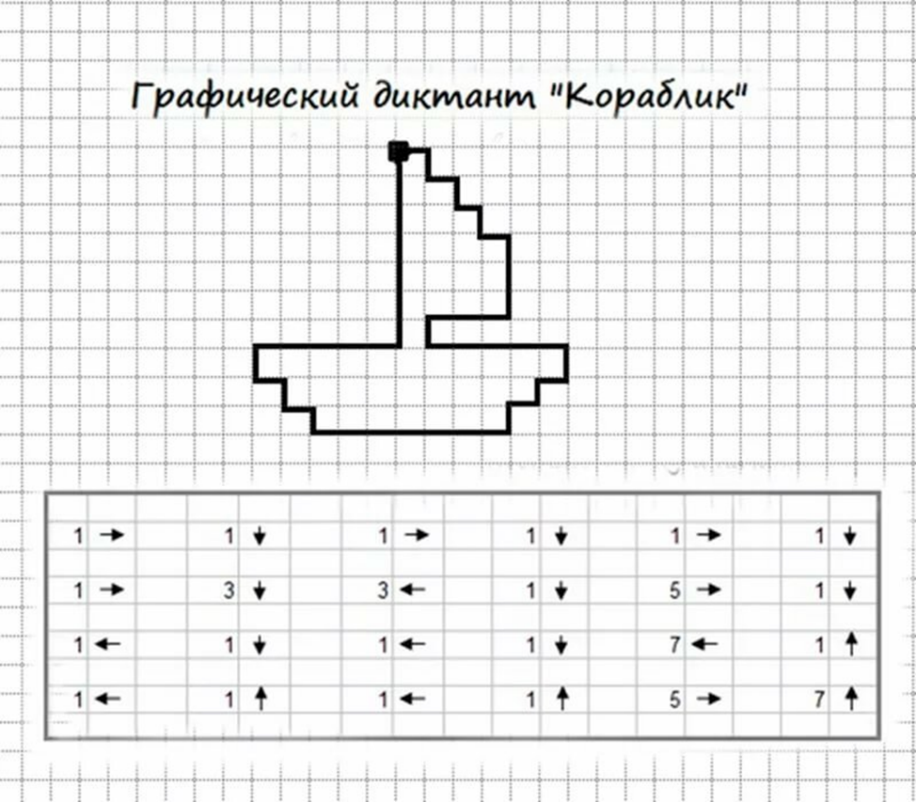 Графический диктант "Кораблик"
1 → 1 ↓ 1 → 1 ↓ 1 → 1 ↓
1 → 3 ↓ 3 ← 1 ↓ 5 → 1 ↓
1 ← 1 ↓ 1 ← 1 ↓ 7 ← 1 ↑
1 ← 1 ↑ 1 ← 1 ↑ 5 → 7 ↑